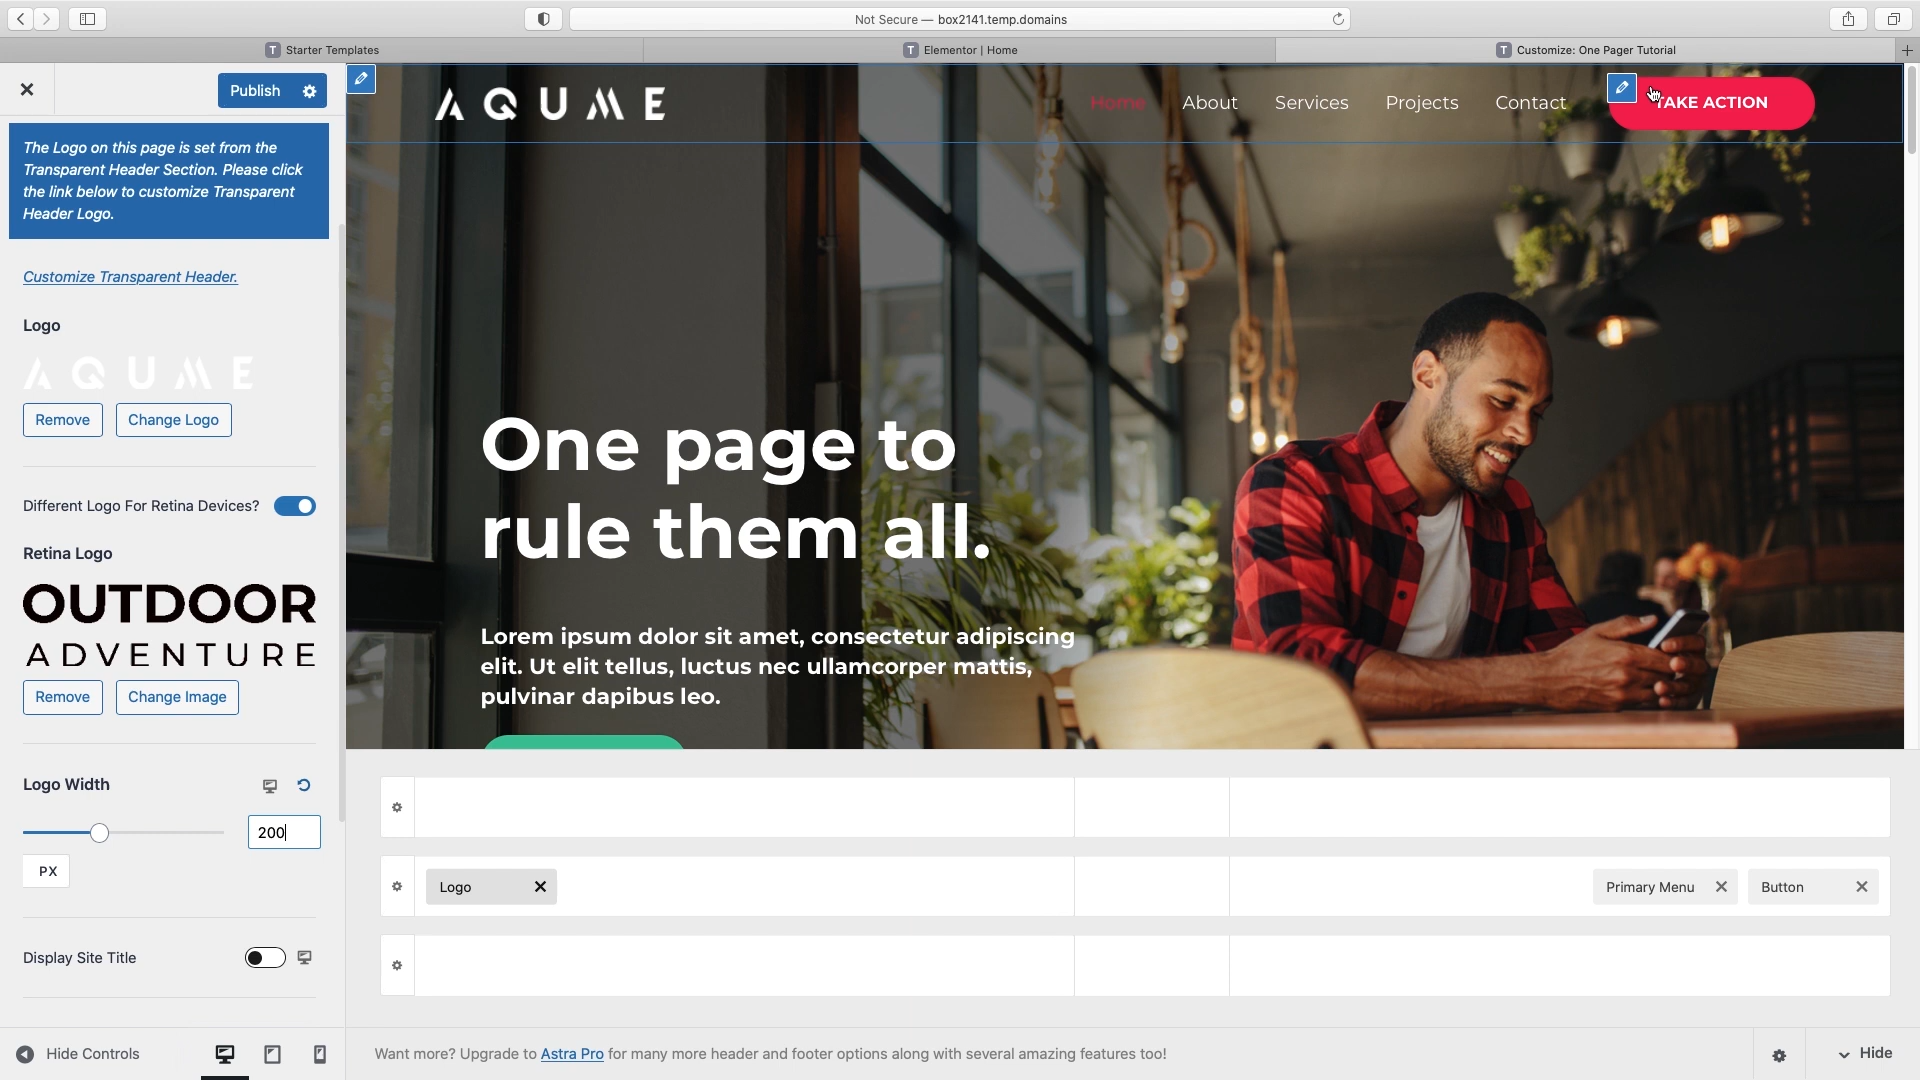 Not Secure — box2141.temp.domains
T Starter Templates
T Elementor | Home
T Customize: One Pager Tutorial
Publish
The Logo on this page is set from the
Transparent Header Section. Please click
the link below to customize Transparent
Header Logo.
Customize Transparent Header.
Logo
AQUME
Remove
Change Logo
Different Logo For Retina Devices?
Retina Logo
OUTDOOR
ADVENTURE
Remove
Change Image
Logo Width
200
PX
Display Site Title
Hide Controls
AQUME
Home
About
Services
Projects
Contact
TAKE ACTION
One page to
rule them all.
Lorem ipsum dolor sit amet, consectetur adipiscing
elit. Ut elit tellus, luctus nec ullamcorper mattis,
pulvinar dapibus leo.
Logo
Primary Menu
Button
Want more? Upgrade to Astra Pro for many more header and footer options along with several amazing features too!
Hide